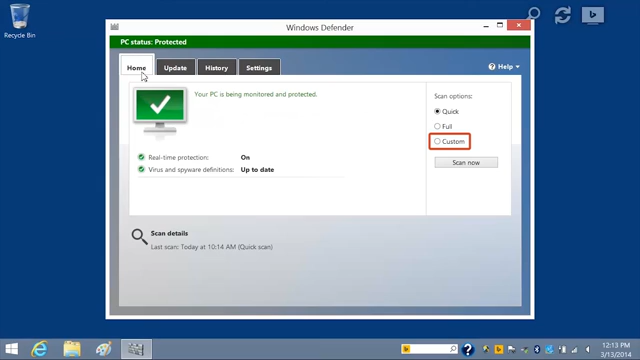 Recycle Bin
Windows Defender
PC status: Protected
Home
Update
History
Settings
Help
Your PC is being monitored and protected.
Real-time protection: On
Virus and spyware definitions: Up to date
Scan options:
Quick
Full
Custom
Scan now
Scan details
Last scan: Today at 10:14 AM (Quick scan)
12:13 PM
3/13/2014